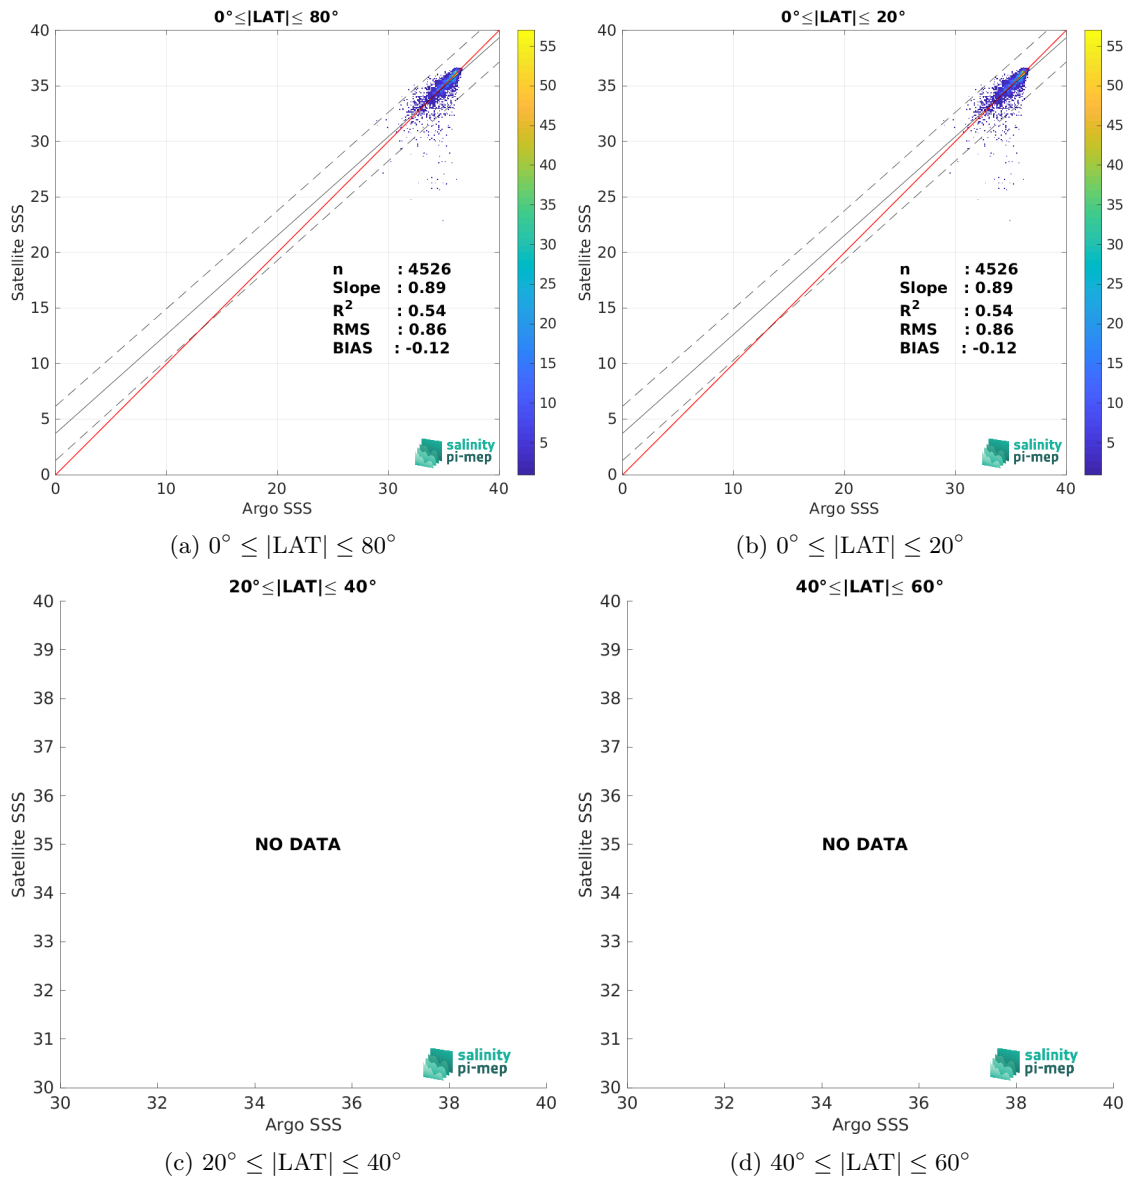 0°≤|LAT|≤ 80°
40
35
30
25
20
15
10
5
0
Satellite SSS
0
10
20
30
40
Argo SSS
n : 4526
Slope : 0.89
R² : 0.54
RMS : 0.86
BIAS : -0.12
salinity
pi-mep
55
50
45
40
35
30
25
20
15
10
5
(a) 0° ≤ |LAT| ≤ 80°
0°≤|LAT|≤ 20°
40
35
30
25
20
15
10
5
0
Satellite SSS
0
10
20
30
40
Argo SSS
n : 4526
Slope : 0.89
R² : 0.54
RMS : 0.86
BIAS : -0.12
salinity
pi-mep
55
50
45
40
35
30
25
20
15
10
5
(b) 0° ≤ |LAT| ≤ 20°
20°≤|LAT|≤ 40°
40
39
38
37
36
35
34
33
32
31
30
Satellite SSS
NO DATA
salinity
pi-mep
30
32
34
36
38
40
Argo SSS
(c) 20° ≤ |LAT| ≤ 40°
40°≤|LAT|≤ 60°
40
39
38
37
36
35
34
33
32
31
30
Satellite SSS
NO DATA
salinity
pi-mep
30
32
34
36
38
40
Argo SSS
(d) 40° ≤ |LAT| ≤ 60°